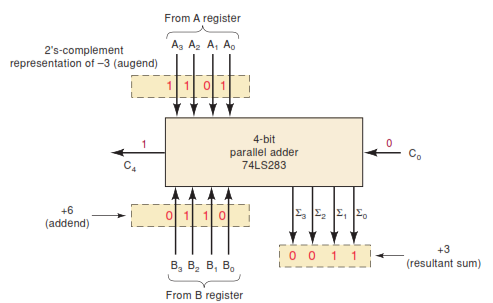 From A register
A₃ A₂ A₁ A₀
2's-complement
representation of –3 (augend)
1 1 0 1
4-bit
parallel adder
74LS283
1
C₄
0
C₀
+6
(addend)
0 1 1 0
Σ₃ Σ₂ Σ₁ Σ₀
0 0 1 1
+3
(resultant sum)
B₃ B₂ B₁ B₀
From B register